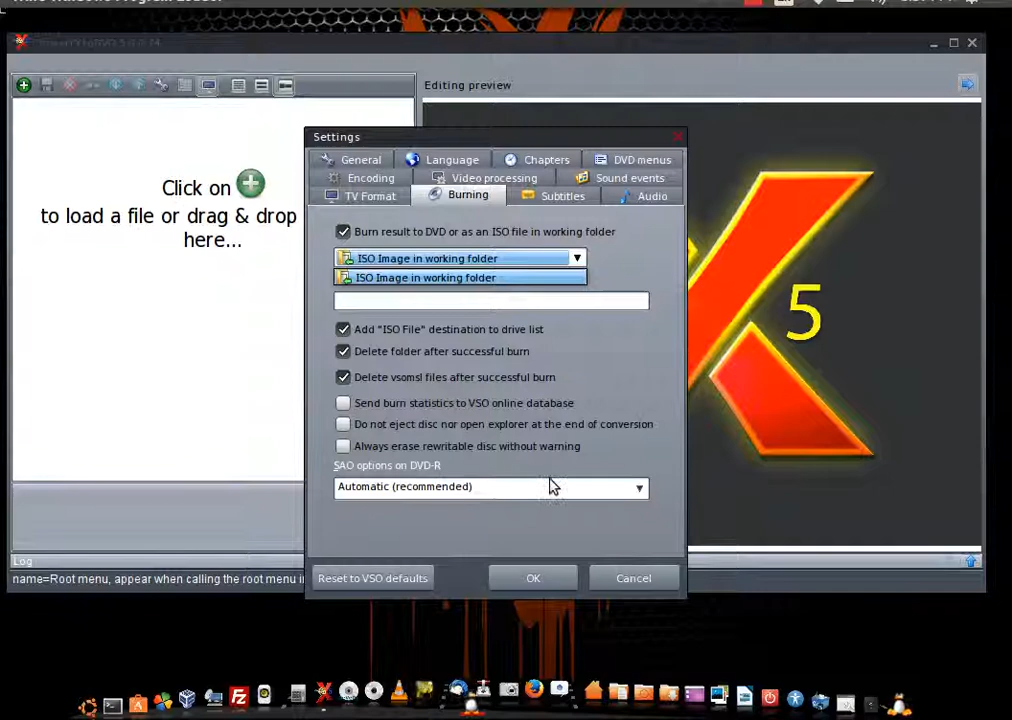 Editing preview
Click on
to load a file or drag & drop
here...
Settings
General
Language
Chapters
DVD menus
Encoding
Video processing
Sound events
TV Format
Burning
Subtitles
Audio
Burn result to DVD or as an ISO file in working folder
ISO Image in working folder
ISO Image in working folder
Add "ISO File" destination to drive list
Delete folder after successful burn
Delete vsomsl files after successful burn
Send burn statistics to VSO online database
Do not eject disc nor open explorer at the end of conversion
Always erase rewritable disc without warning
SAO options on DVD-R
Automatic (recommended)
5
Log
name=Root menu, appear when calling the root menu
Reset to VSO defaults
OK
Cancel